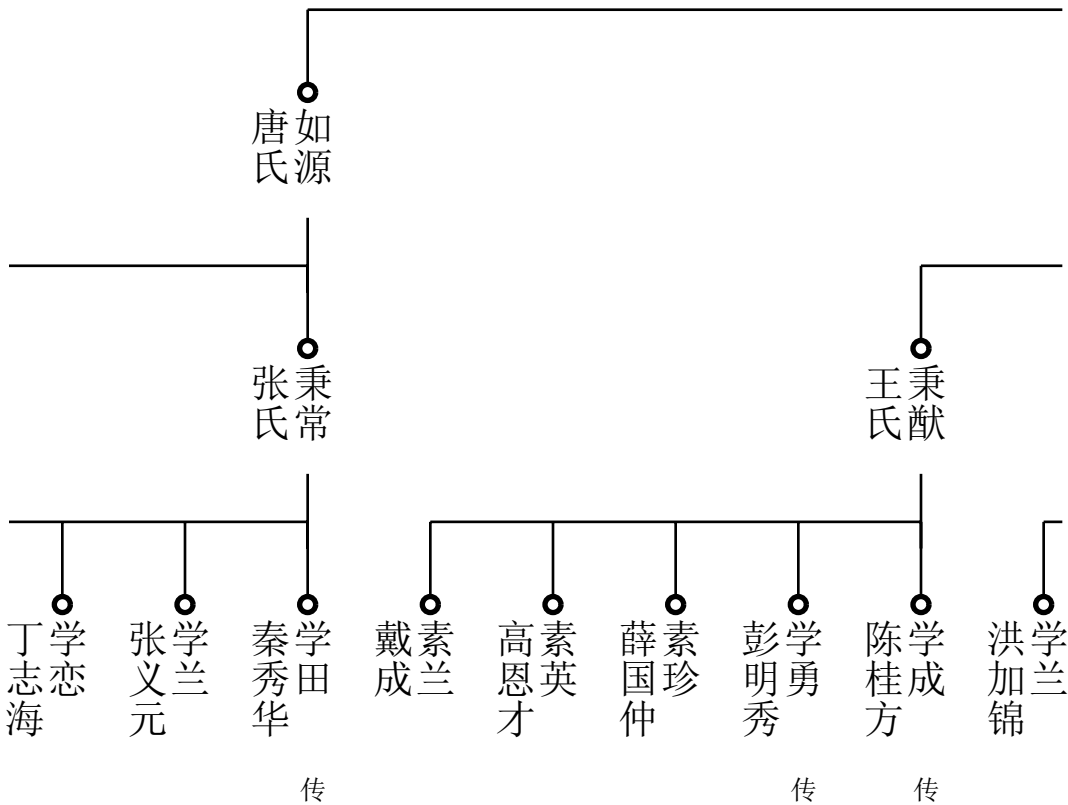 如源
唐氏
秉猷
王氏
秉常
张氏
学兰
洪加锦
学成
陈桂方
传
学勇
彭明秀
传
素珍
薛国仲
素英
高恩才
素兰
戴成
学田
秦秀华
传
学兰
张义元
学恋
丁志海